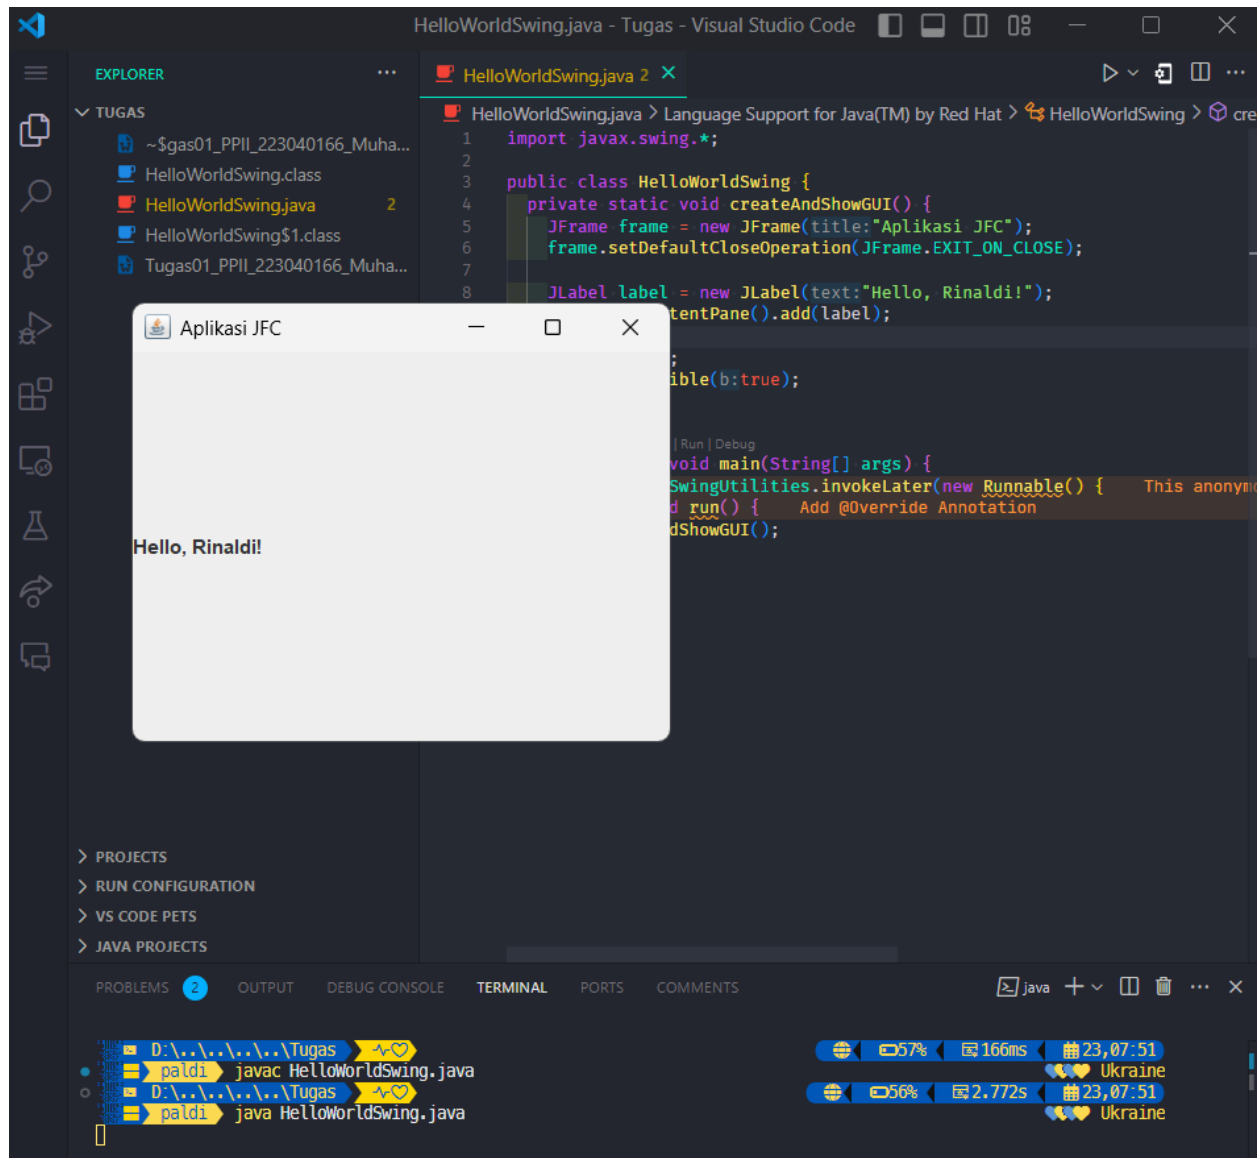 HelloWorldSwing.java - Tugas - Visual Studio Code
EXPLORER
TUGAS
~$gas01_PPII_223040166_Muha...
HelloWorldSwing.class
HelloWorldSwing.java 2
HelloWorldSwing$1.class
Tugas01_PPII_223040166_Muha...
PROJECTS
RUN CONFIGURATION
VS CODE PETS
JAVA PROJECTS
HelloWorldSwing.java 2
HelloWorldSwing.java > Language Support for Java(TM) by Red Hat > HelloWorldSwing > cre
1 import javax.swing.*;
2
3 public class HelloWorldSwing {
4 private static void createAndShowGUI() {
5 JFrame frame = new JFrame(title:"Aplikasi JFC");
6 frame.setDefaultCloseOperation(JFrame.EXIT_ON_CLOSE);
7
8 JLabel label = new JLabel(text:"Hello, Rinaldi!");
tentPane().add(label);
;
ible(b:true);
| Run | Debug
void main(String[] args) {
SwingUtilities.invokeLater(new Runnable() { This anonym
d run() { Add @Override Annotation
dShowGUI();
Aplikasi JFC
Hello, Rinaldi!
PROBLEMS 2 OUTPUT DEBUG CONSOLE TERMINAL PORTS COMMENTS java
D:\..\..\..\..\Tugas 57% 166ms 23,07:51
paldi javac HelloWorldSwing.java Ukraine
D:\..\..\..\..\Tugas 56% 2.772s 23,07:51
paldi java HelloWorldSwing.java Ukraine